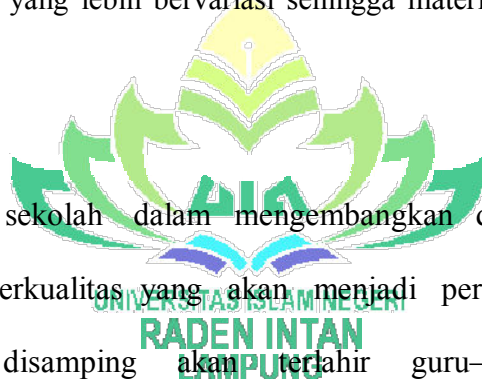 yang lebih bervariasi sehingga materi
sekolah dalam mengembangkan
erkualitas yang akan menjadi per
UNIVERSITAS ISLAM NEGERI
RADEN INTAN
disamping akan terlahir guru–
LAMPUNG